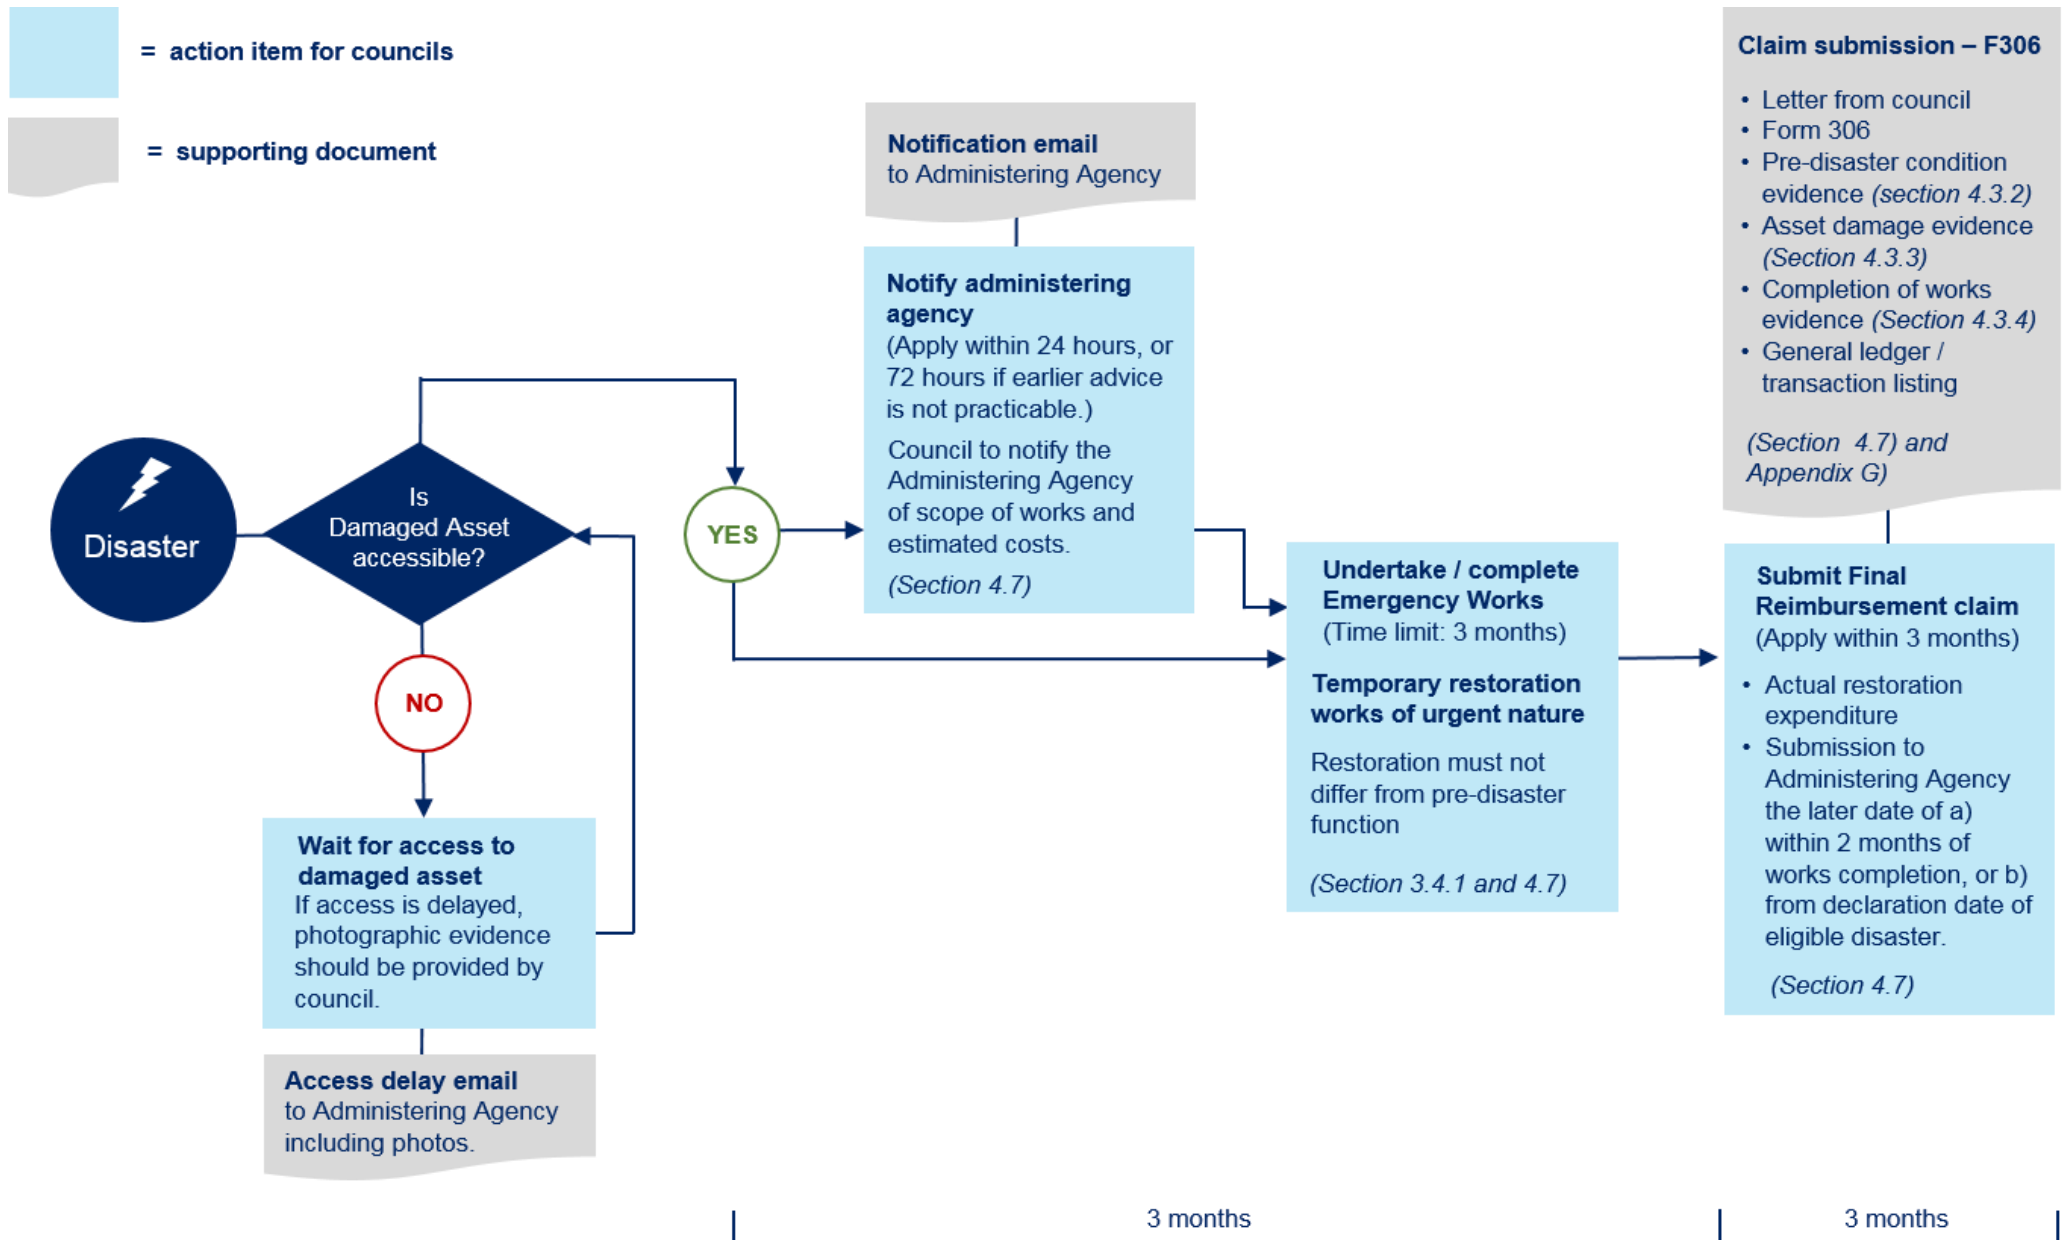 = action item for councils
= supporting document
Disaster
Is
Damaged Asset
accessible?
NO
Wait for access to
damaged asset
If access is delayed,
photographic evidence
should be provided by
council.
Access delay email
to Administering Agency
including photos.
YES
Notification email
to Administering Agency
Notify administering
agency
(Apply within 24 hours, or
72 hours if earlier advice
is not practicable.)
Council to notify the
Administering Agency
of scope of works and
estimated costs.
(Section 4.7)
Undertake / complete
Emergency Works
(Time limit: 3 months)
Temporary restoration
works of urgent nature
Restoration must not
differ from pre-disaster
function
(Section 3.4.1 and 4.7)
Claim submission – F306
• Letter from council
• Form 306
• Pre-disaster condition
evidence (section 4.3.2)
• Asset damage evidence
(Section 4.3.3)
• Completion of works
evidence (Section 4.3.4)
• General ledger /
transaction listing
(Section 4.7) and
Appendix G)
Submit Final
Reimbursement claim
(Apply within 3 months)
• Actual restoration
expenditure
• Submission to
Administering Agency
the later date of a)
within 2 months of
works completion, or b)
from declaration date of
eligible disaster.
(Section 4.7)
3 months
3 months